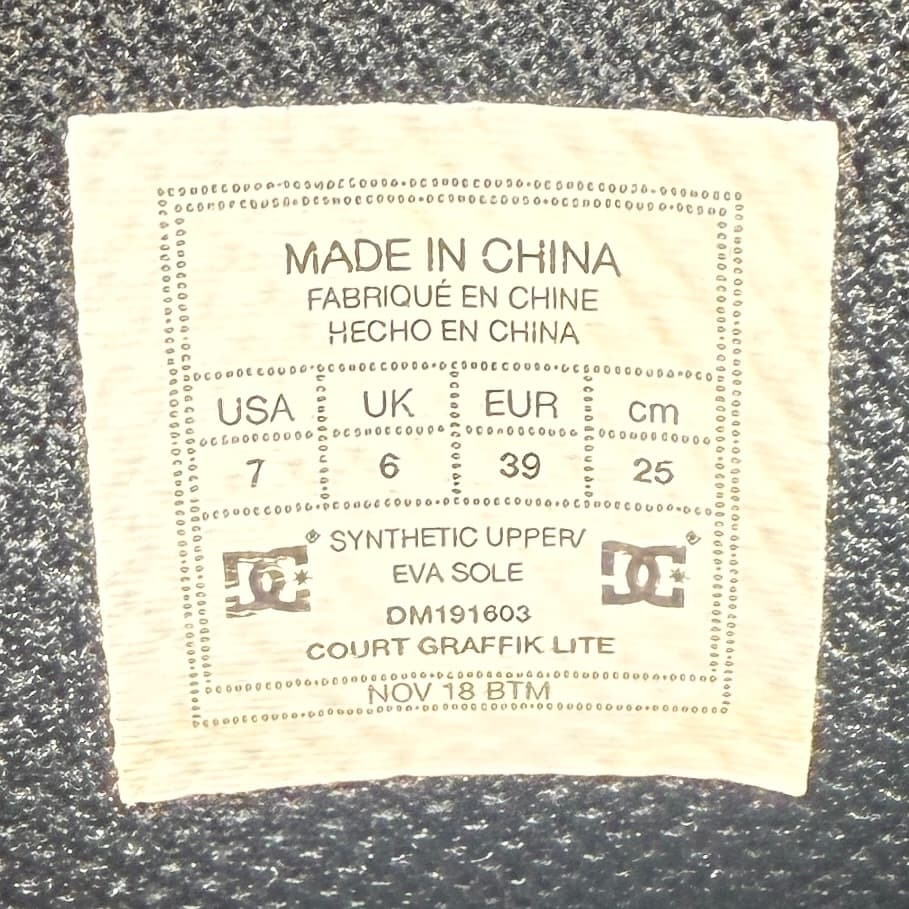 MADE IN CHINA
FABRIQUÉ EN CHINE
HECHO EN CHINA
USA UK EUR cm
7 6 39 25
SYNTHETIC UPPER/
EVA SOLE
DM191603
COURT GRAFFIK LITE
NOV 18 BTM